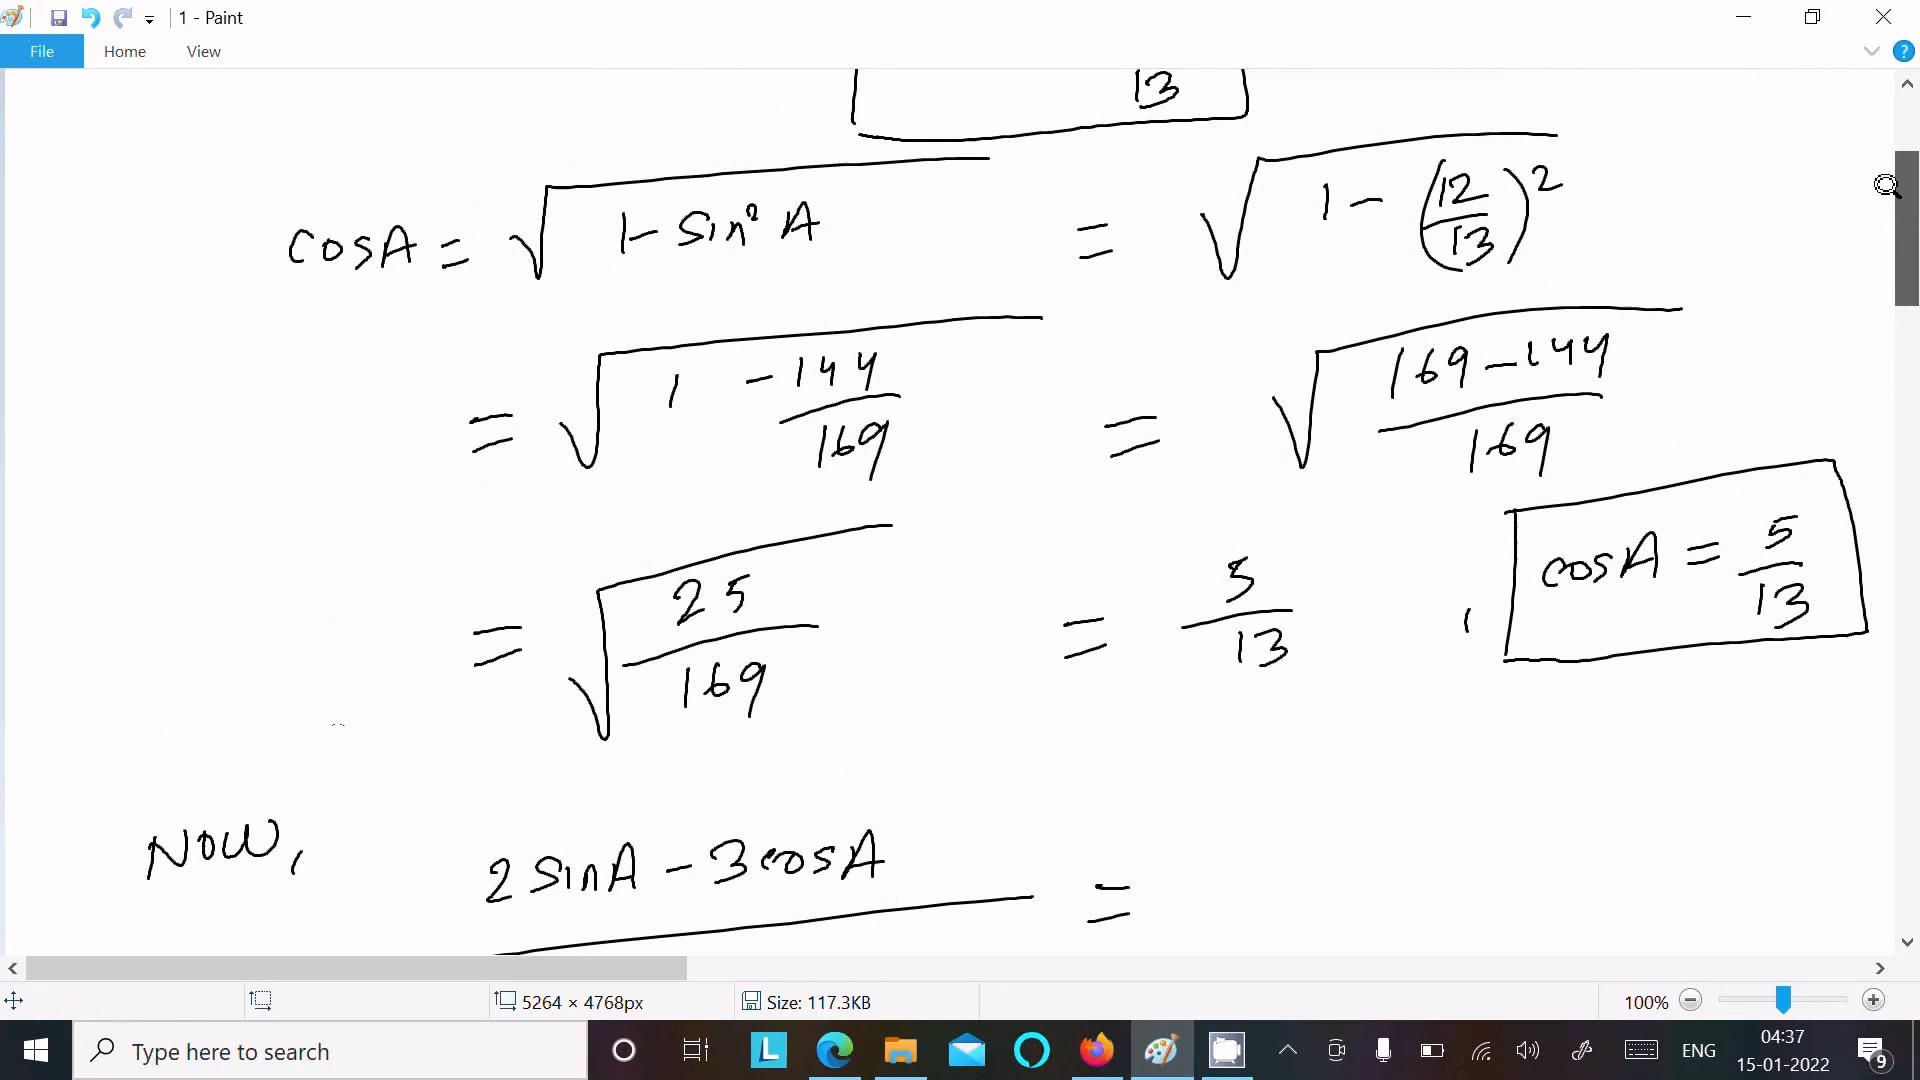 1 - Paint
File Home View
13
cosA = √(1 - sin² A) = √(1 - (12/13)²)
= √(1 - 144/169) = √((169 - 144)/169)
= √(25/169) = 5/13 , cosA = 5/13
NOW, 2 sinA - 3 cosA =
5264 × 4768px Size: 117.3KB 100%
Type here to search L ENG 04:37
15-01-2022 9